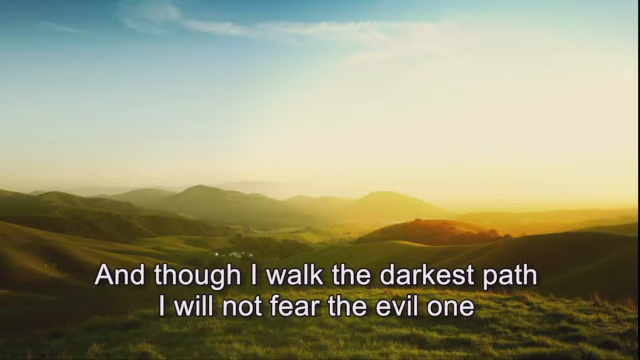 And though I walk the darkest path
I will not fear the evil one